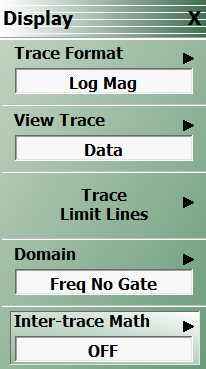 Display X
Trace Format
Log Mag
View Trace
Data
Trace
Limit Lines
Domain
Freq No Gate
Inter-trace Math
OFF